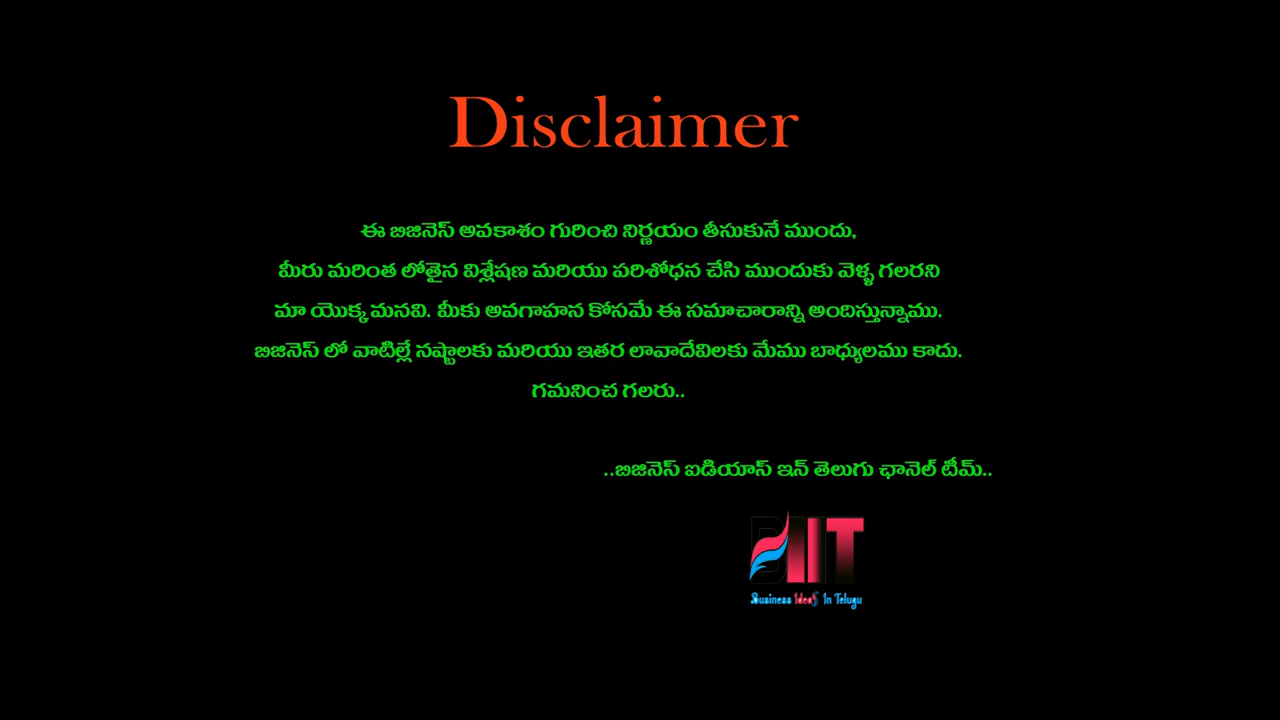 Disclaimer
ఈ బిజినెస్ అవకాశం గురించి నిర్ణయం తీసుకునే ముందు,
మీరు మరింత లోతైన విశ్లేషణ మరియు పరిశోధన చేసి ముందుకు వెళ్ళ గలరని
మా యొక్క మనవి. మీకు అవగాహన కోసమే ఈ సమాచారాన్ని అందిస్తున్నాము.
బిజినెస్ లో వాటిల్లే నష్టాలకు మరియు ఇతర లావాదేవిలకు మేము బాధ్యులము కాదు.
గమనించ గలరు..
..బిజినెస్ ఐడియాస్ ఇన్ తెలుగు ఛానెల్ టీమ్..
BIIT
Business IdeaS In Telugu